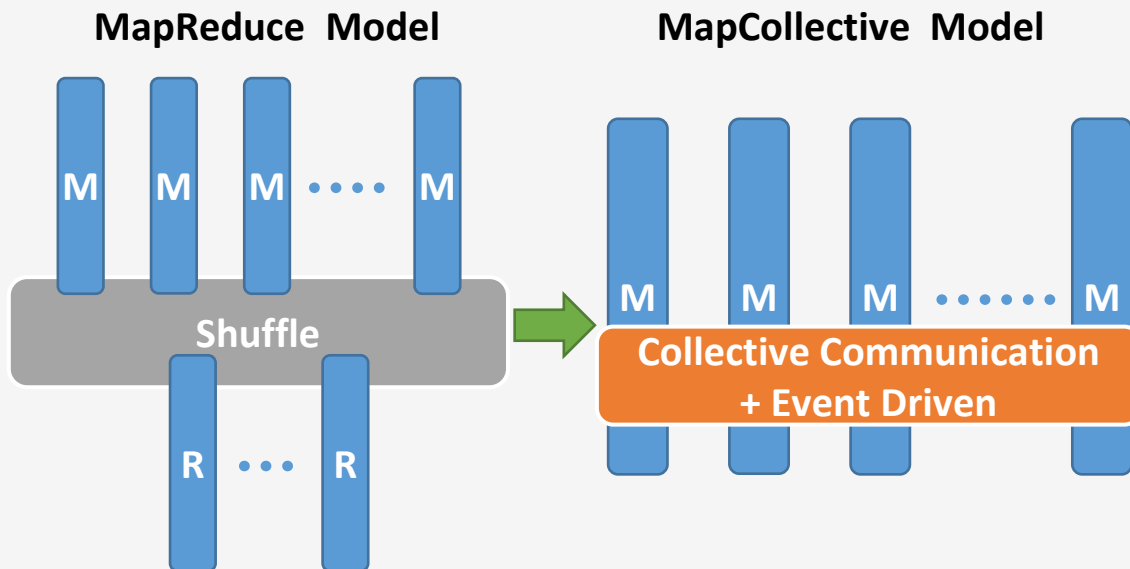 MapReduce Model
MapCollective Model
M M M M
Shuffle
R R
M M M M
Collective Communication
+ Event Driven